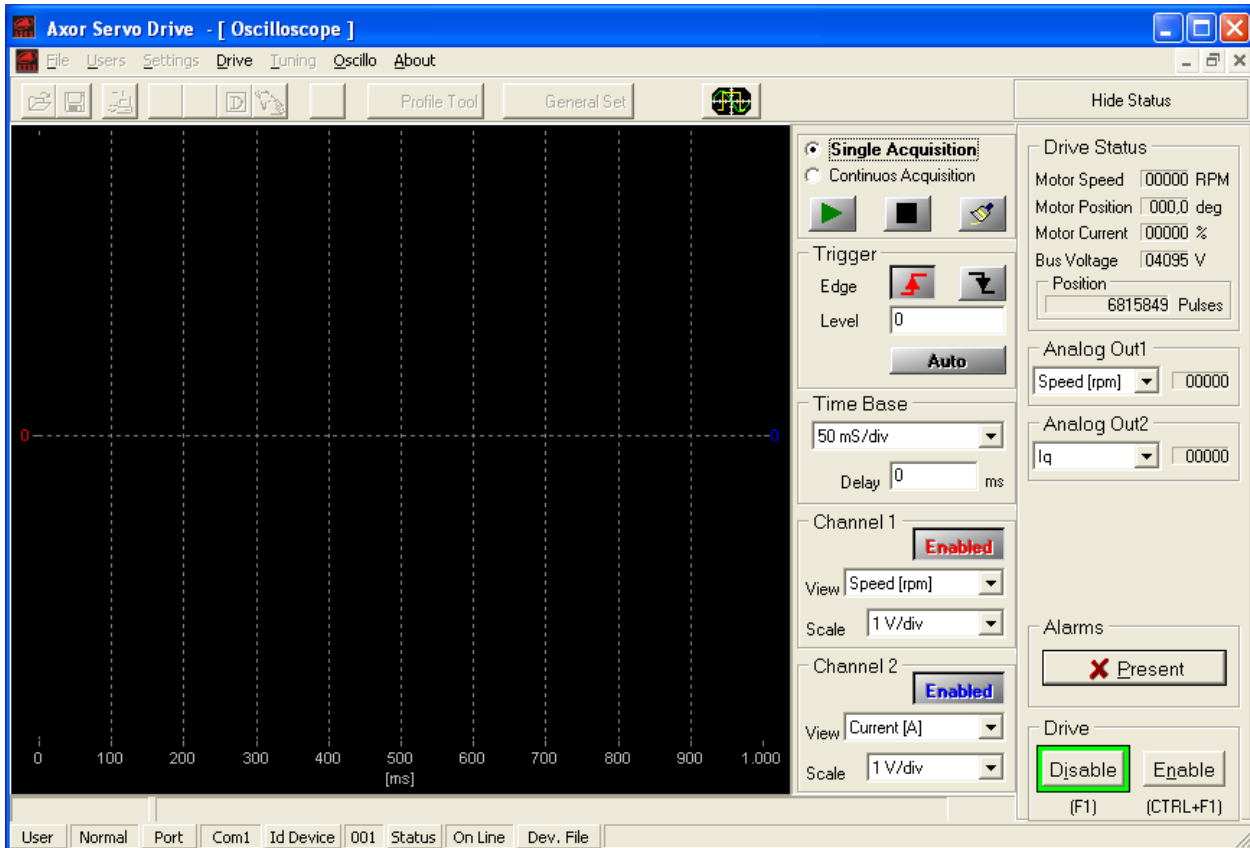 Axor Servo Drive - [ Oscilloscope ]
File Users Settings Drive Tuning Oscillo About
D Profile Tool General Set Hide Status
Single Acquisition
Continuos Acquisition
Trigger
Edge
Level 0
Auto
Time Base
50 mS/div
Delay 0 ms
Channel 1
Enabled
View Speed [rpm]
Scale 1 V/div
Channel 2
Enabled
View Current [A]
Scale 1 V/div
Drive Status
Motor Speed 00000 RPM
Motor Position 000,0 deg
Motor Current 00000 %
Bus Voltage 04095 V
Position
6815849 Pulses
Analog Out1
Speed [rpm] 00000
Analog Out2
Iq 00000
Alarms
Present
Drive
Disable Enable
(F1) (CTRL+F1)
0 0
0 100 200 300 400 500 600 700 800 900 1.000
[ms]
User Normal Port Com1 Id Device 001 Status On Line Dev. File